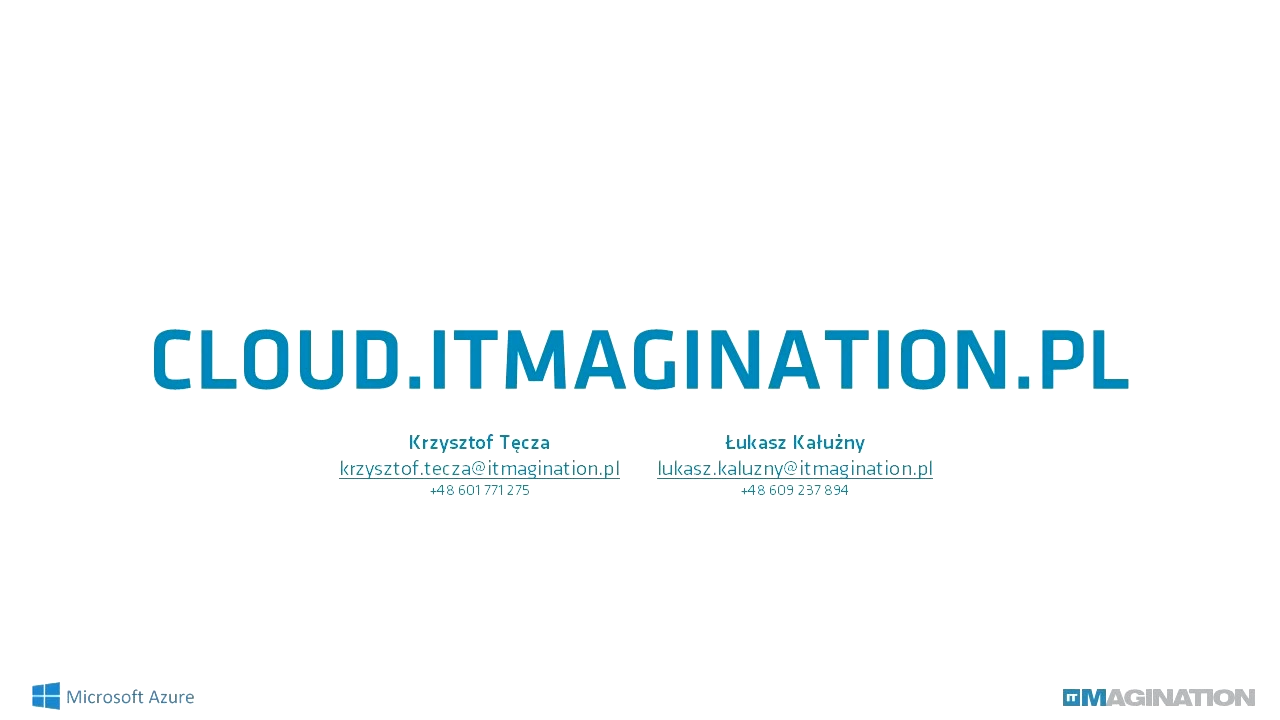 CLOUD.ITMAGINATION.PL
Krzysztof Tęcza
krzysztof.tecza@itmagination.pl
+48 601 771 275
Łukasz Kałużny
lukasz.kaluzny@itmagination.pl
+48 609 237 894
Microsoft Azure
ITMAGINATION